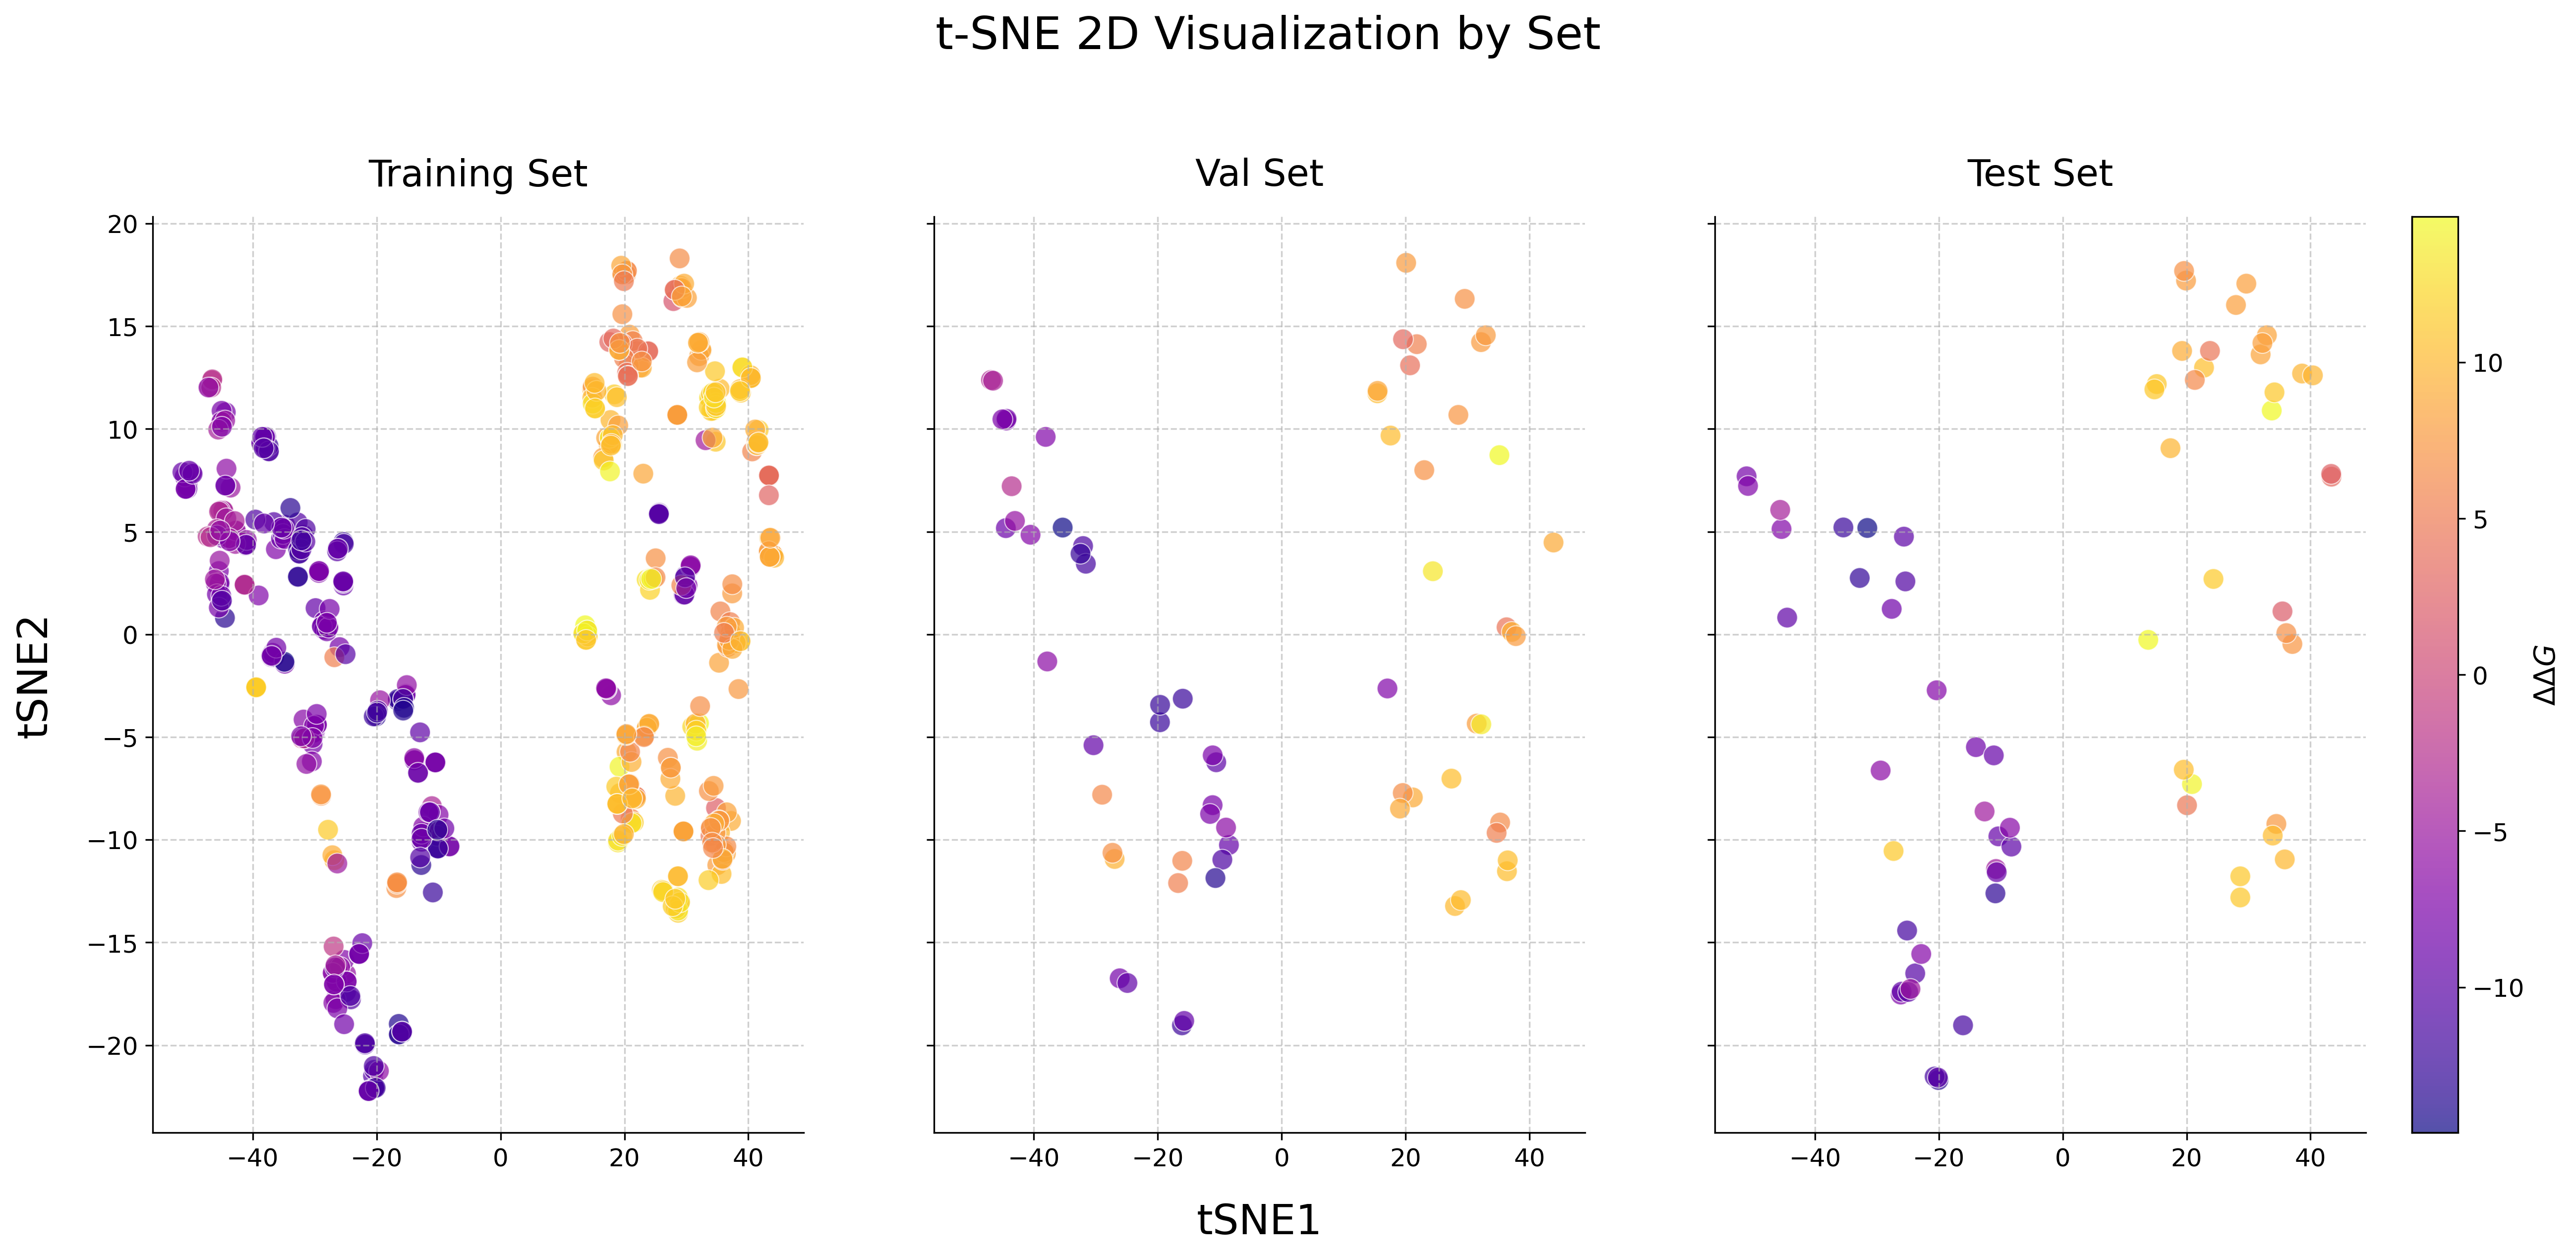 t-SNE 2D Visualization by Set
Training Set
Val Set
Test Set
20
15
10
5
0
−5
−10
−15
−20
tSNE2
−40 −20 0 20 40
−40 −20 0 20 40
−40 −20 0 20 40
tSNE1
10
5
0
−5
−10
ΔΔG